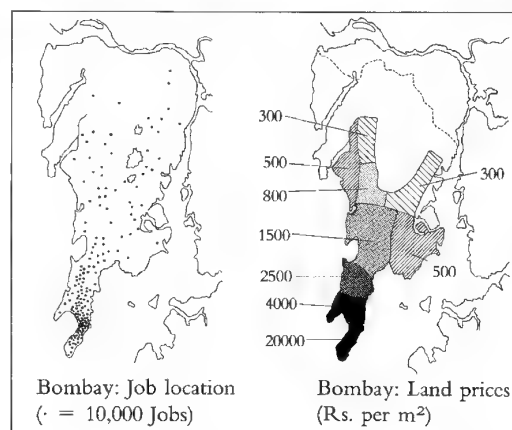 300
500
800
300
1500
500
2500
4000
20000
Bombay: Job location
(· = 10,000 Jobs)
Bombay: Land prices
(Rs. per m²)